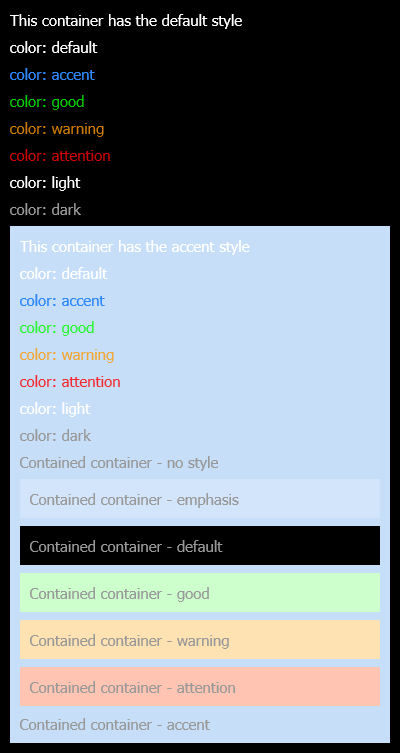 This container has the default style
color: default
color: accent
color: good
color: warning
color: attention
color: light
color: dark
This container has the accent style
color: default
color: accent
color: good
color: warning
color: attention
color: light
color: dark
Contained container - no style
Contained container - emphasis
Contained container - default
Contained container - good
Contained container - warning
Contained container - attention
Contained container - accent